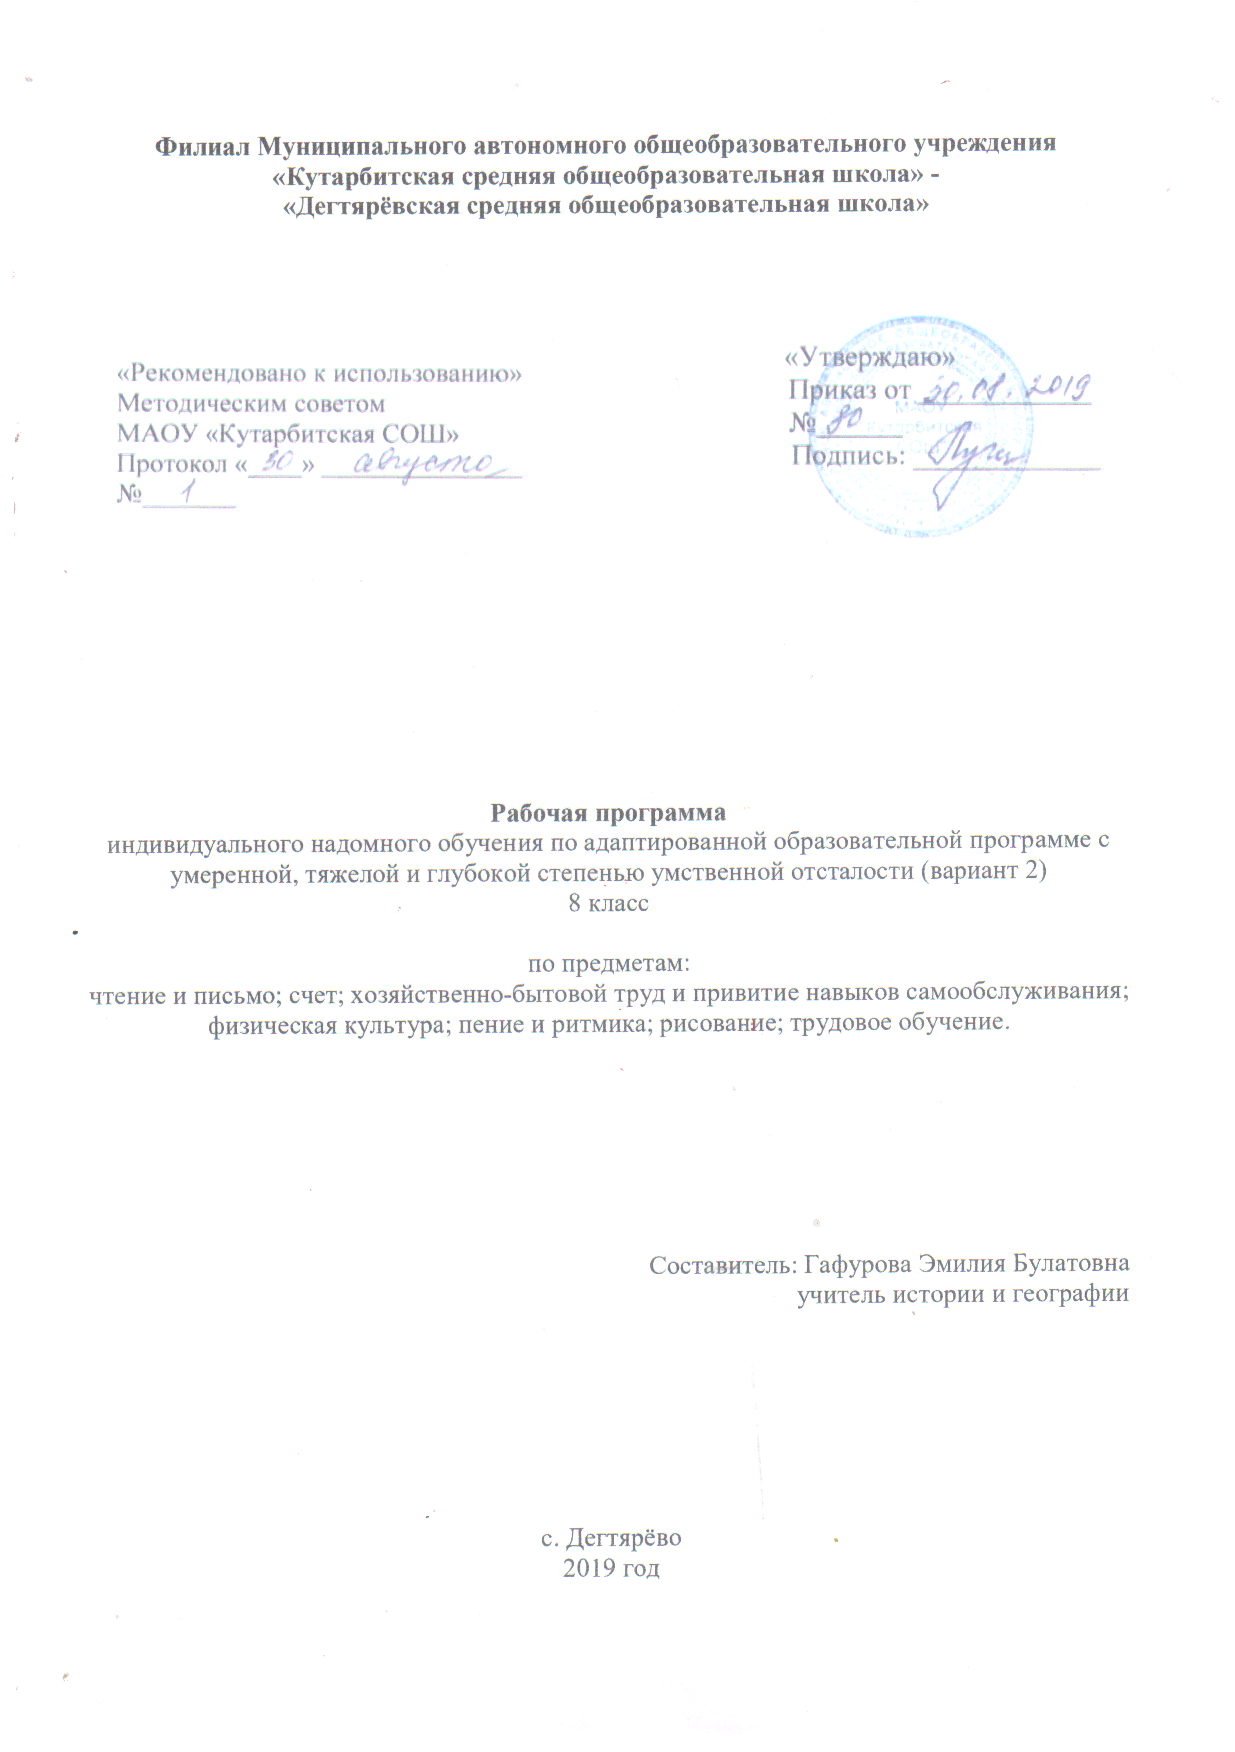 Филиал Муниципального автономного общеобразовательного учреждения
«Кутарбитская средняя общеобразовательная школа» -
«Дегтярёвская средняя общеобразовательная школа»
«Рекомендовано к использованию»
Методическим советом
МАОУ «Кутарбитская СОШ»
Протокол «30» августа
№ 1
«Утверждаю»
Приказ от 30.08.2019
№ 80
Подпись:
Рабочая программа
индивидуального надомного обучения по адаптированной образовательной программе с
умеренной, тяжелой и глубокой степенью умственной отсталости (вариант 2)
8 класс
по предметам:
чтение и письмо; счет; хозяйственно-бытовой труд и привитие навыков самообслуживания;
физическая культура; пение и ритмика; рисование; трудовое обучение.
Составитель: Гафурова Эмилия Булатовна
учитель истории и географии
с. Дегтярёво
2019 год